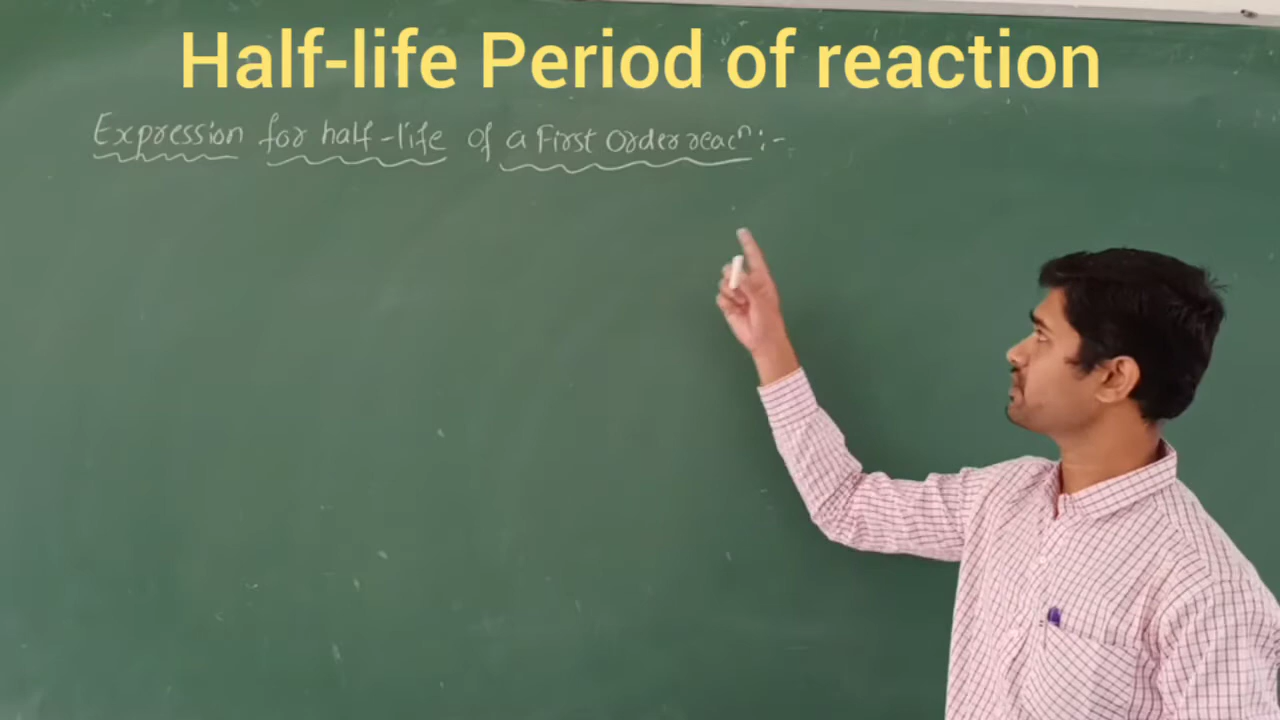 Half-life Period of reaction
Expression for half-life of a First Order reacⁿ:-